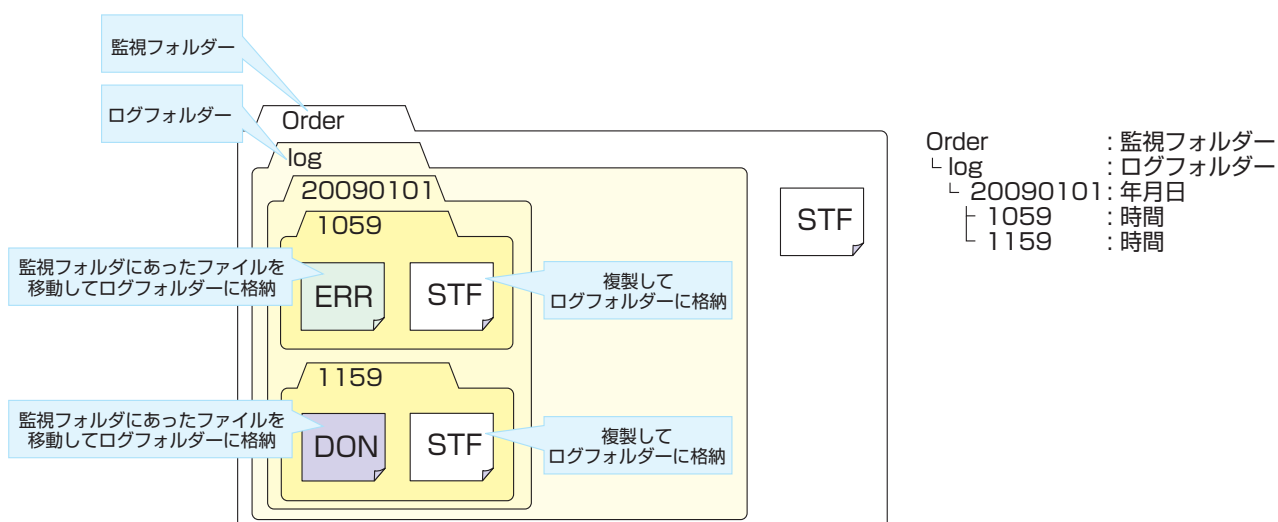 監視フォルダー
ログフォルダー
Order
log
20090101
1059
監視フォルダにあったファイルを
移動してログフォルダーに格納
ERR
STF
複製して
ログフォルダーに格納
1159
監視フォルダにあったファイルを
移動してログフォルダーに格納
DON
STF
複製して
ログフォルダーに格納
STF
Order : 監視フォルダー
└ log : ログフォルダー
└ 20090101 : 年月日
├ 1059 : 時間
└ 1159 : 時間